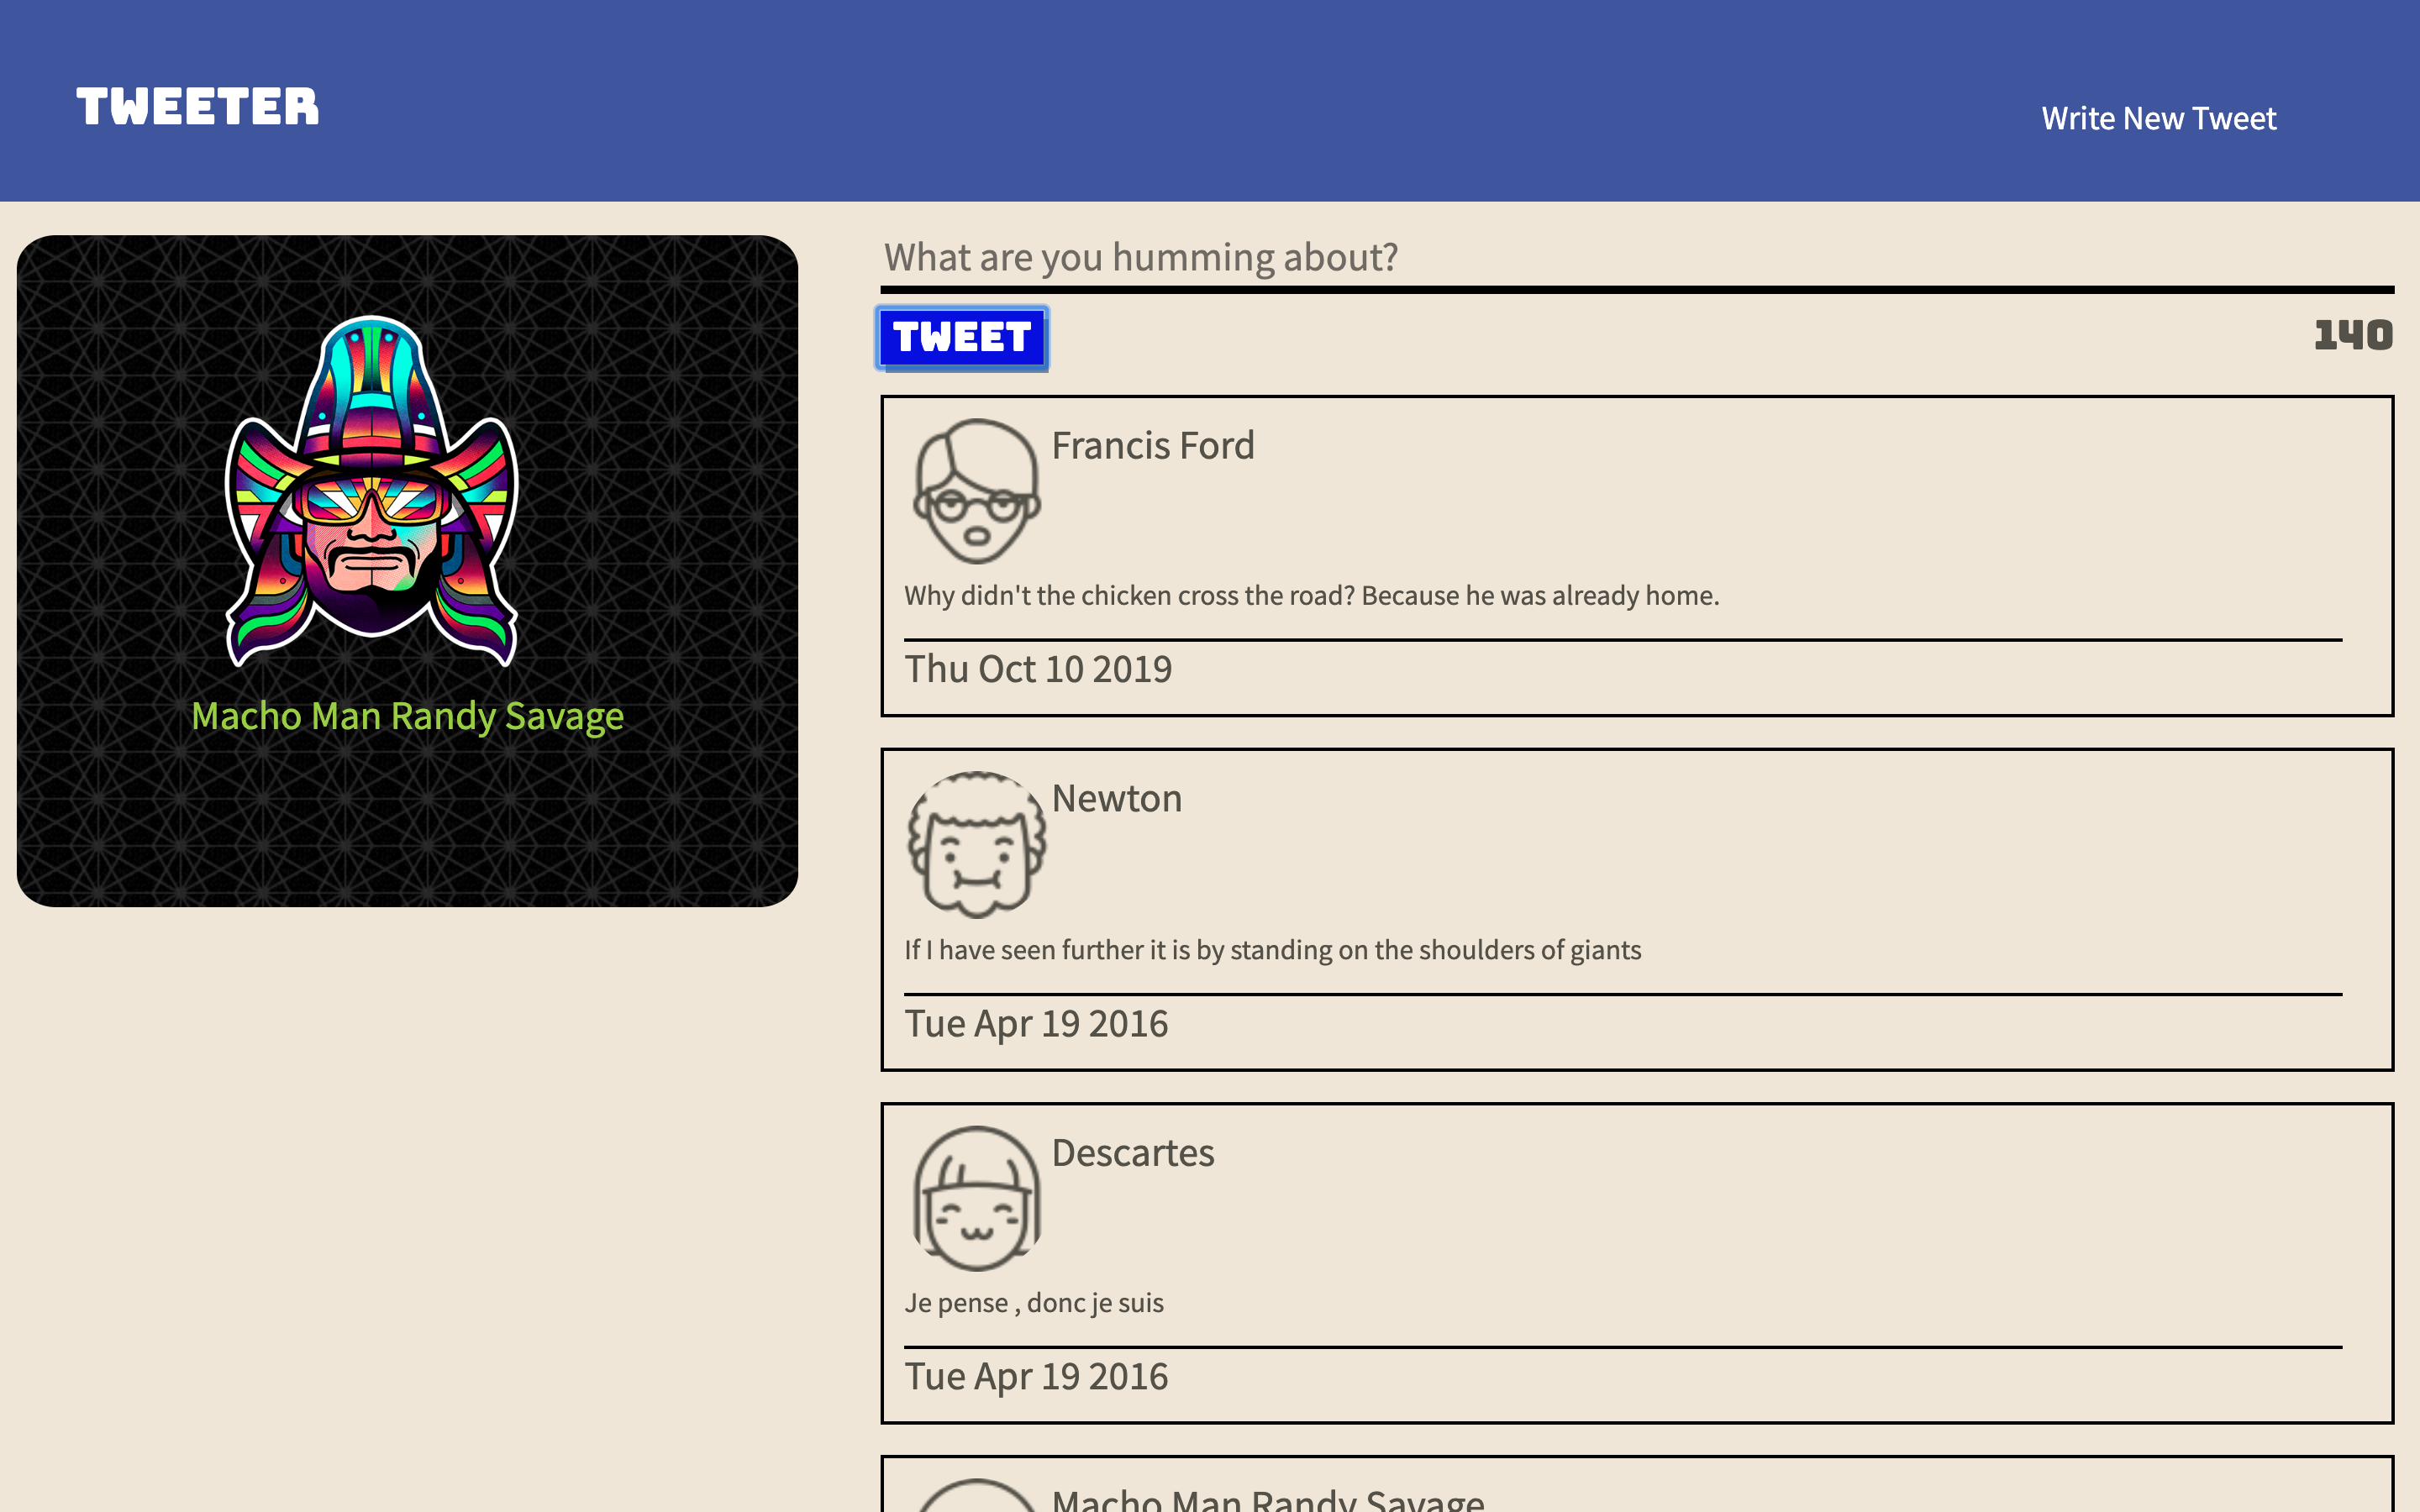 TWEETER
Write New Tweet
Macho Man Randy Savage
What are you humming about?
TWEET
140
Francis Ford
Why didn't the chicken cross the road? Because he was already home.
Thu Oct 10 2019
Newton
If I have seen further it is by standing on the shoulders of giants
Tue Apr 19 2016
Descartes
Je pense , donc je suis
Tue Apr 19 2016
Macho Man Randy Savage